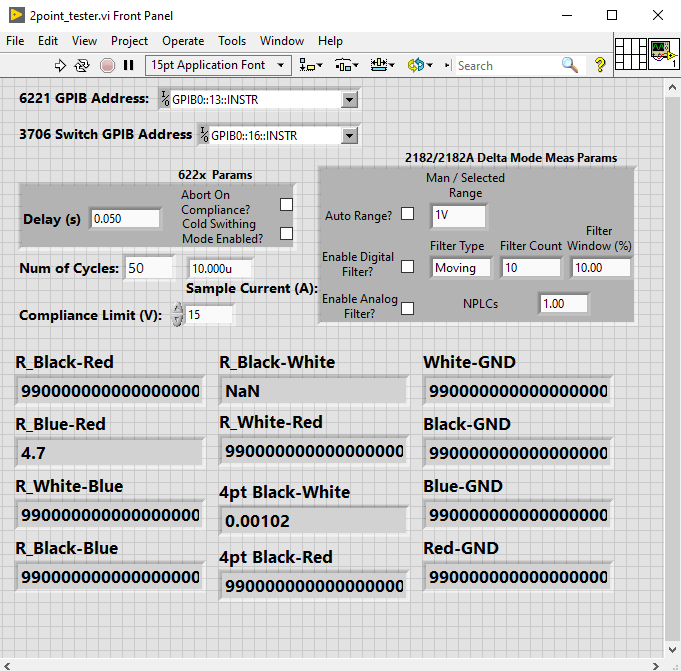 2point_tester.vi Front Panel
File Edit View Project Operate Tools Window Help
15pt Application Font Search ? 1
6221 GPIB Address: GPIB0::13::INSTR
3706 Switch GPIB Address GPIB0::16::INSTR
2182/2182A Delta Mode Meas Params
622x Params
Delay (s) 0.050
Abort On
Compliance?
Cold Swithing
Mode Enabled?
Man / Selected
Range
Auto Range? 1V
Filter Type Filter Count Filter
Window (%)
Enable Digital
Filter?
Moving 10 10.00
Enable Analog
Filter?
NPLCs 1.00
Num of Cycles: 50 10.000u
Sample Current (A):
Compliance Limit (V): 15
R_Black-Red R_Black-White White-GND
990000000000000000 NaN 990000000000000000
R_Blue-Red R_White-Red Black-GND
4.7 990000000000000000 990000000000000000
R_White-Blue 4pt Black-White Blue-GND
990000000000000000 0.00102 990000000000000000
R_Black-Blue 4pt Black-Red Red-GND
990000000000000000 990000000000000000 990000000000000000